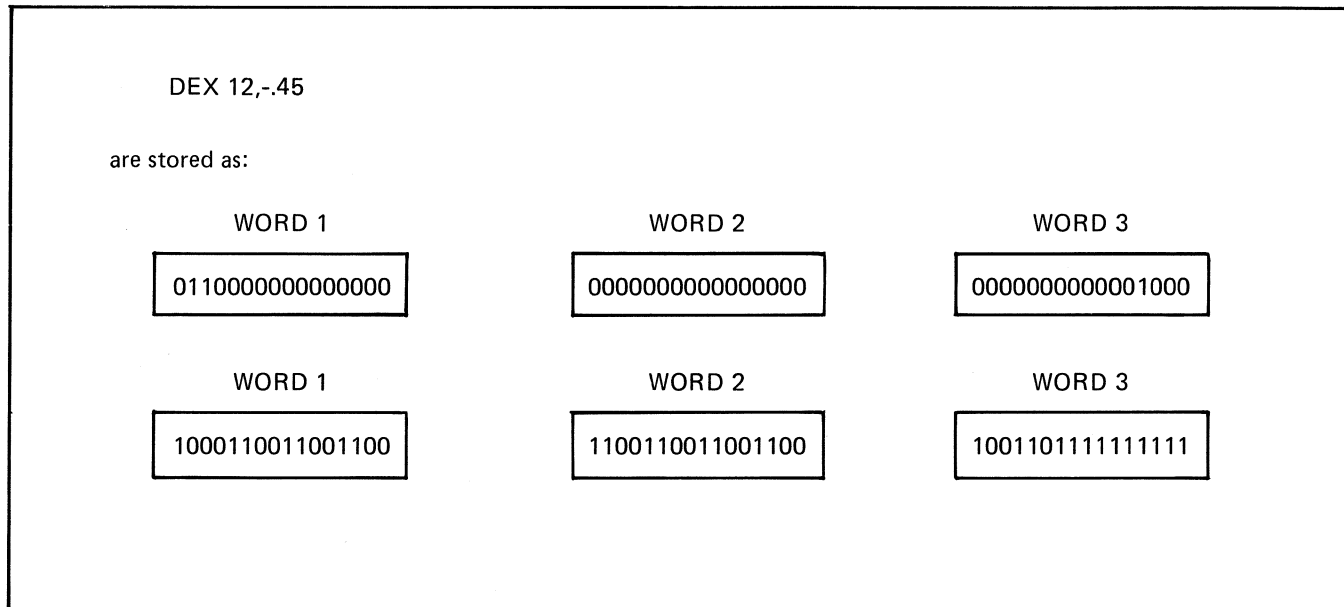 DEX 12,-.45
are stored as:
WORD 1 WORD 2 WORD 3
0110000000000000 0000000000000000 0000000000001000
WORD 1 WORD 2 WORD 3
1000110011001100 1100110011001100 1001101111111111